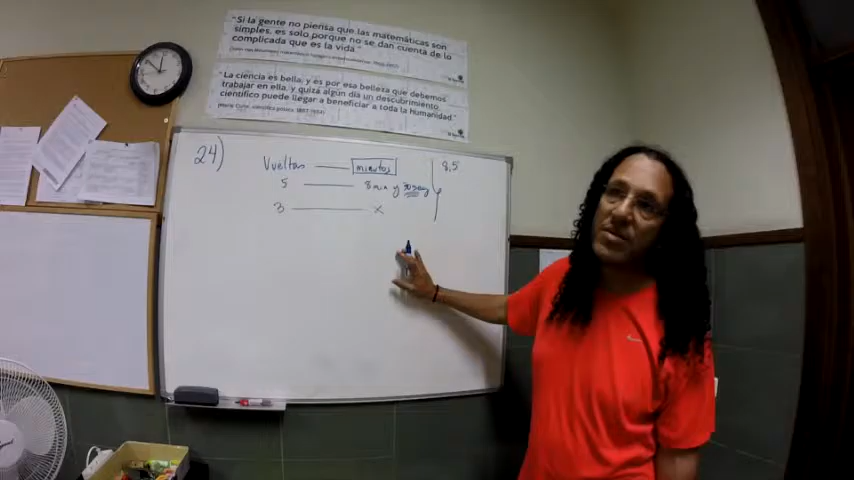 "Si la gente no piensa que las matemáticas son
simples, es solo porque no se dan cuenta de lo
complicada que es la vida"
"La ciencia es bella, y es por esa belleza que debemos
trabajar en ella, y quizá algún día un descubrimiento
científico puede llegar a beneficiar a toda la humanidad."
24)
Vueltas — minutos
8,5
5 — 8 min y 30 seg
3 — x